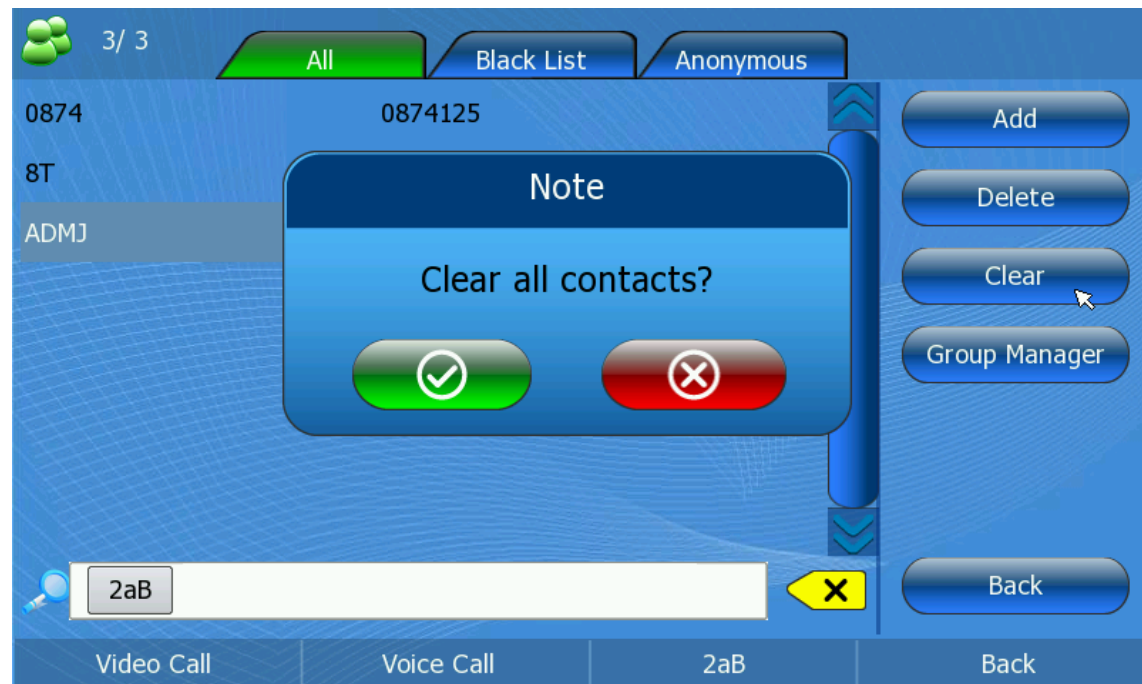 3/ 3
All
Black List
Anonymous
0874
0874125
8T
ADMJ
Note
Clear all contacts?
Add
Delete
Clear
Group Manager
2aB
Back
Video Call
Voice Call
2aB
Back